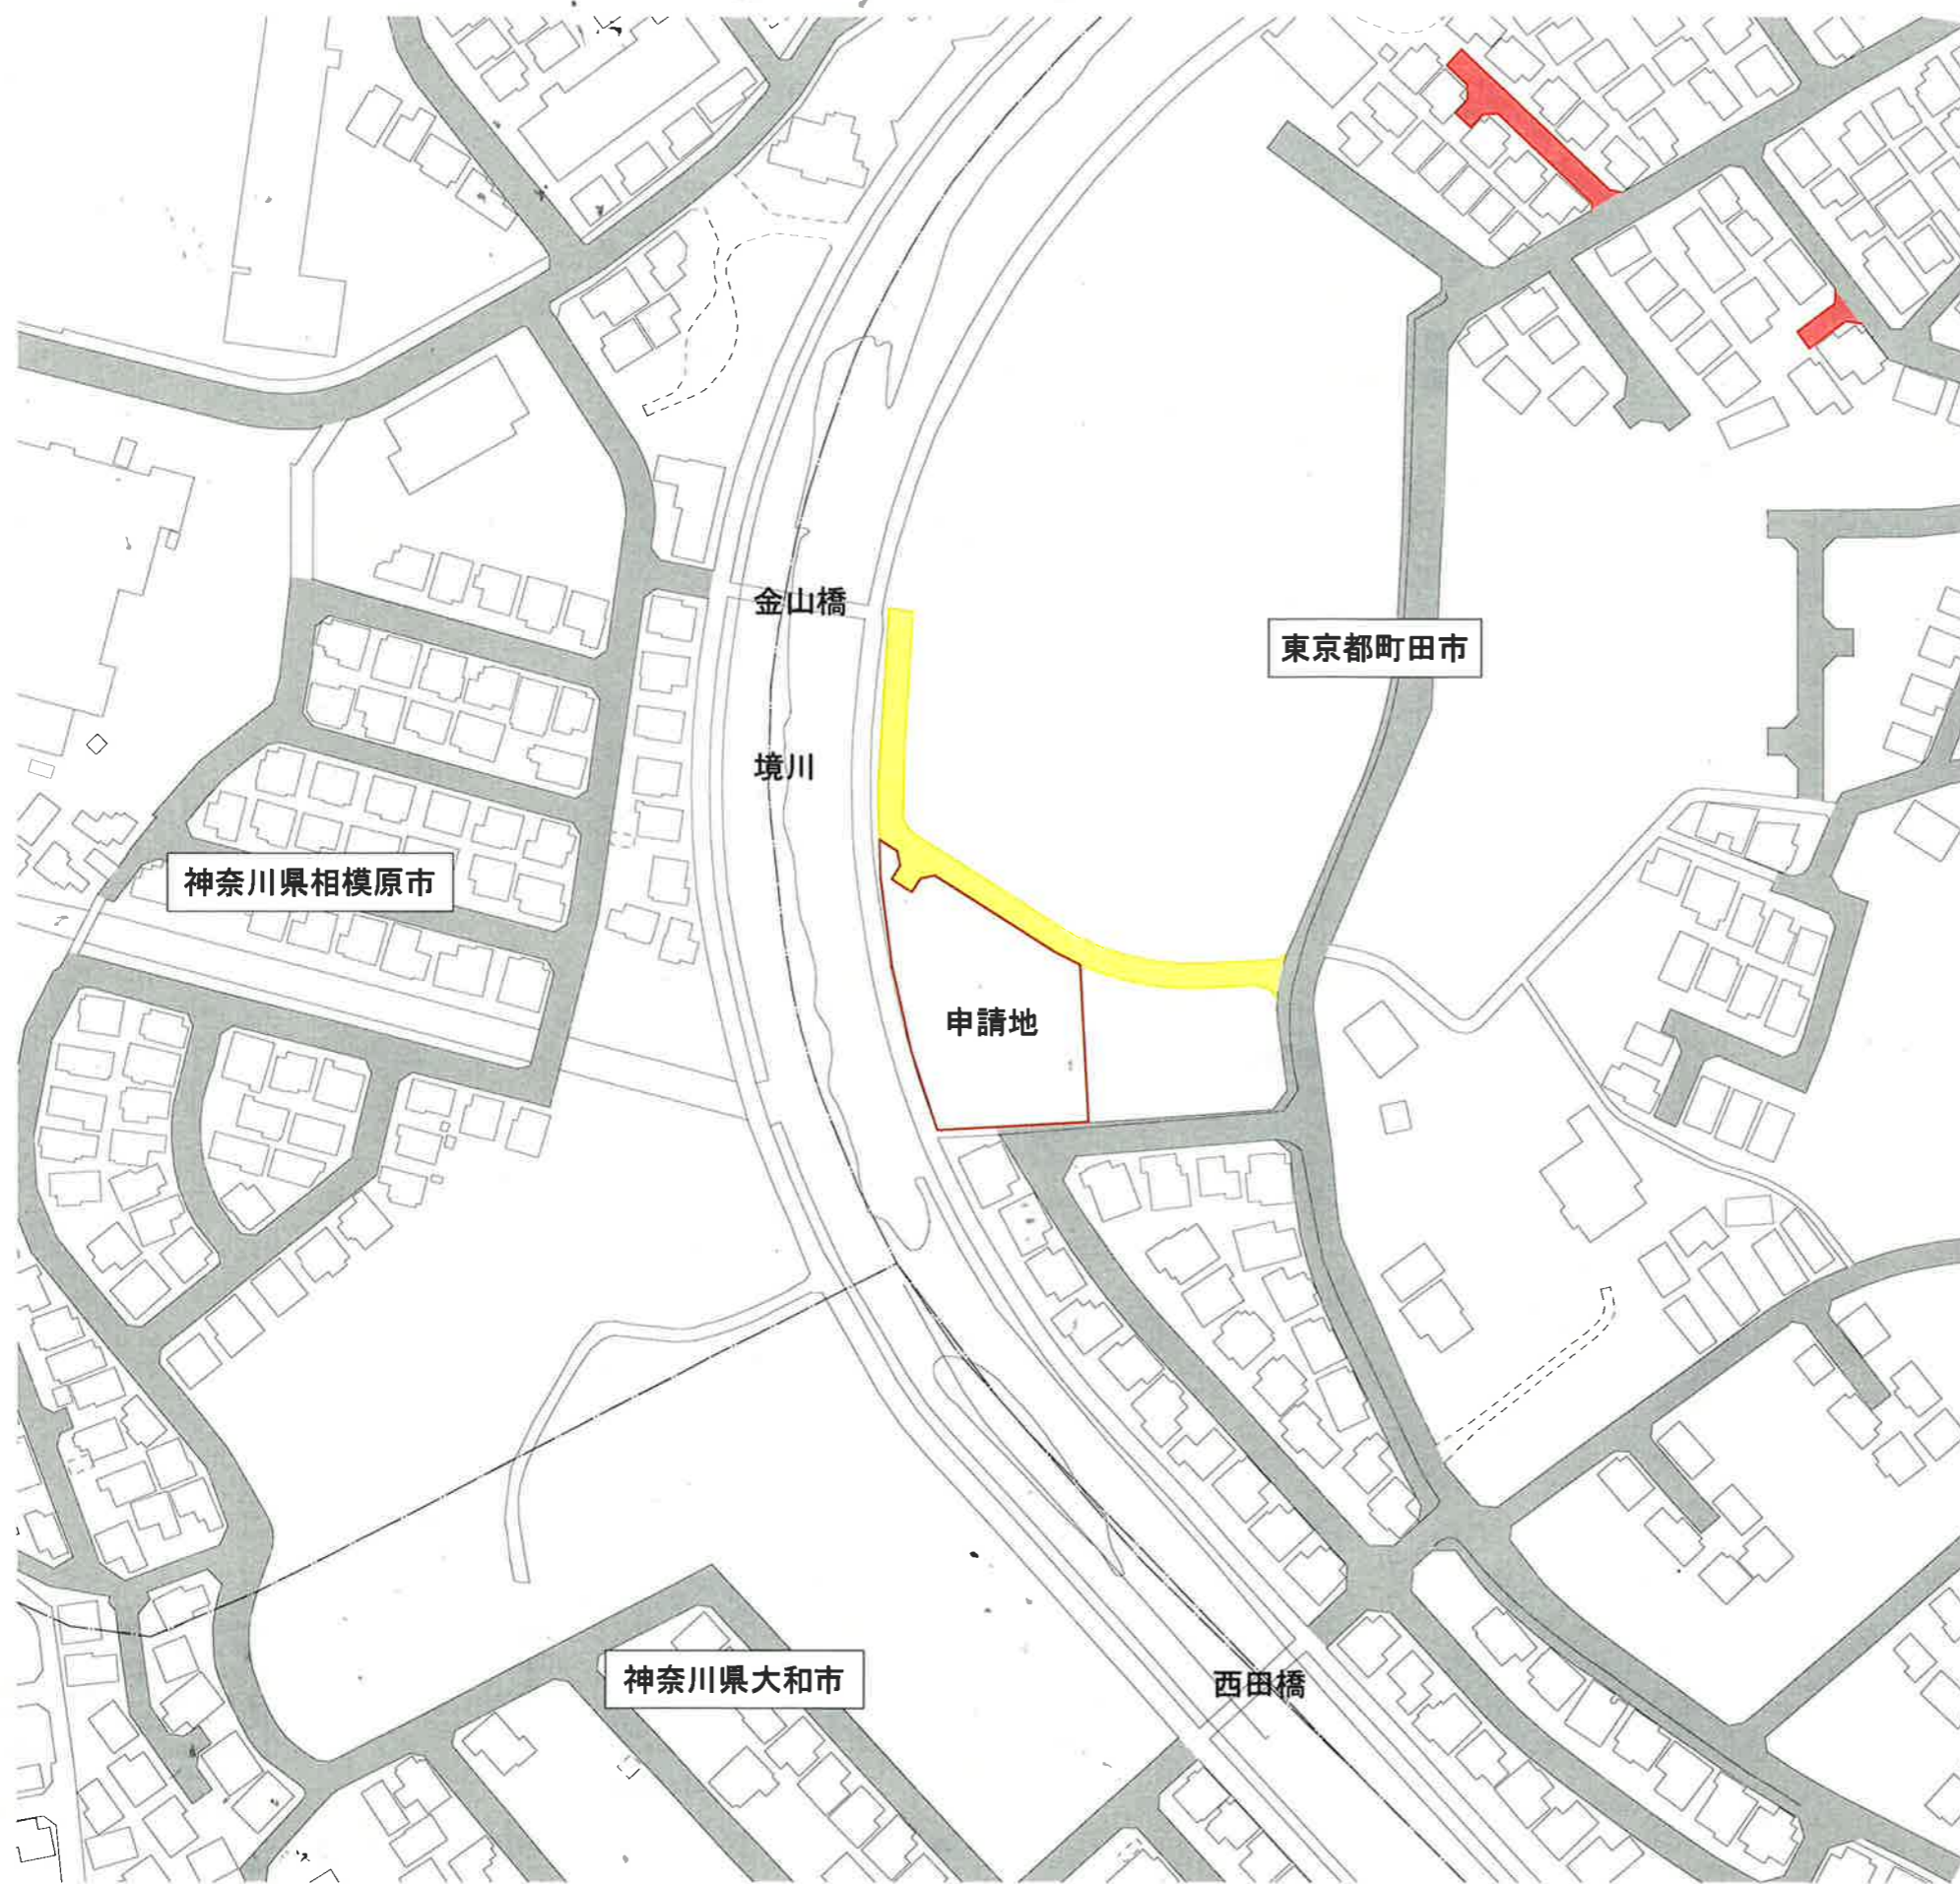 金山橋
東京都町田市
境川
神奈川県相模原市
申請地
神奈川県大和市
西田橋